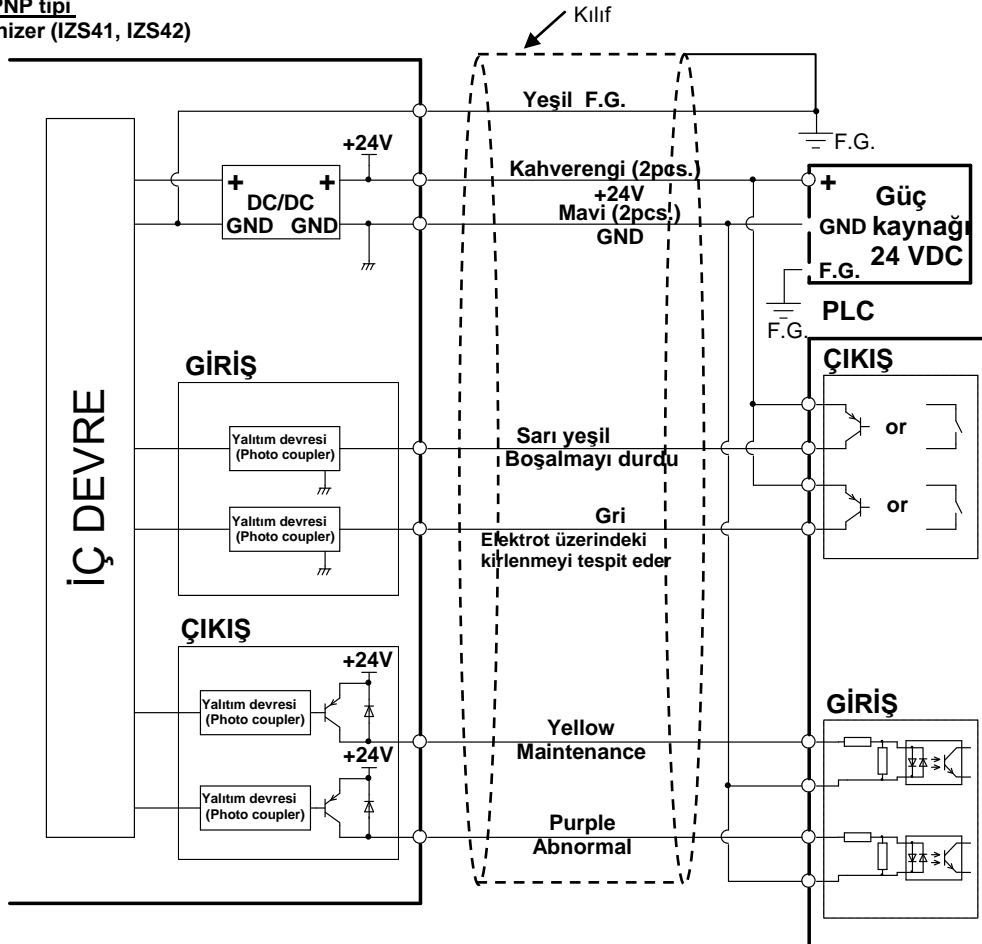 PNP tipi
nizer (IZS41, IZS42)
Kılıf
Yeşil F.G.
F.G.
+24V
Kahverengi (2pcs.)
+24V
Mavi (2pcs.)
GND
+ +
DC/DC
GND GND
+
Güç
GND kaynağı
24 VDC
F.G.
F.G.
PLC
İÇ DEVRE
GİRİŞ
Yalıtım devresi
(Photo coupler)
Yalıtım devresi
(Photo coupler)
Sarı yeşil
Boşalmayı durdu
Gri
Elektrot üzerindeki
kirlenmeyi tespit eder
ÇIKIŞ
or
or
ÇIKIŞ
+24V
Yalıtım devresi
(Photo coupler)
+24V
Yalıtım devresi
(Photo coupler)
Yellow
Maintenance
Purple
Abnormal
GİRİŞ